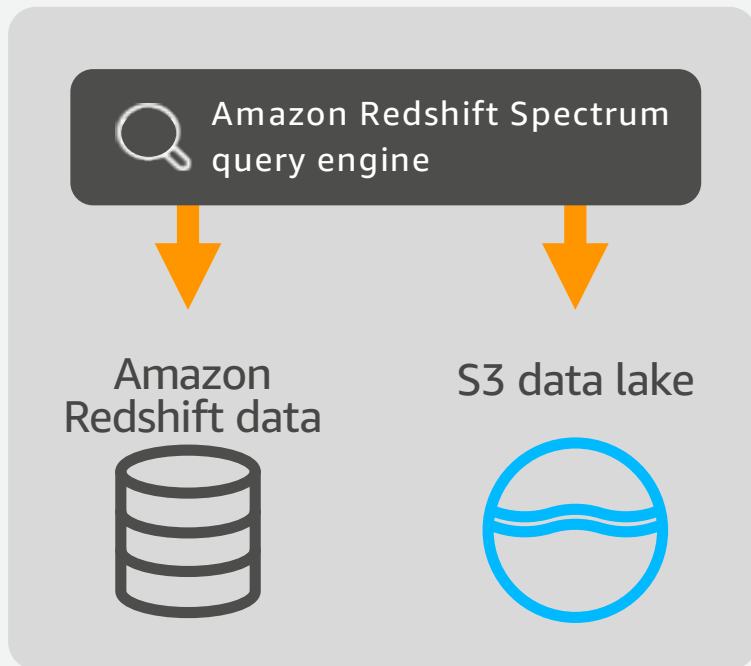 Amazon Redshift Spectrum
query engine
Amazon
Redshift data
S3 data lake